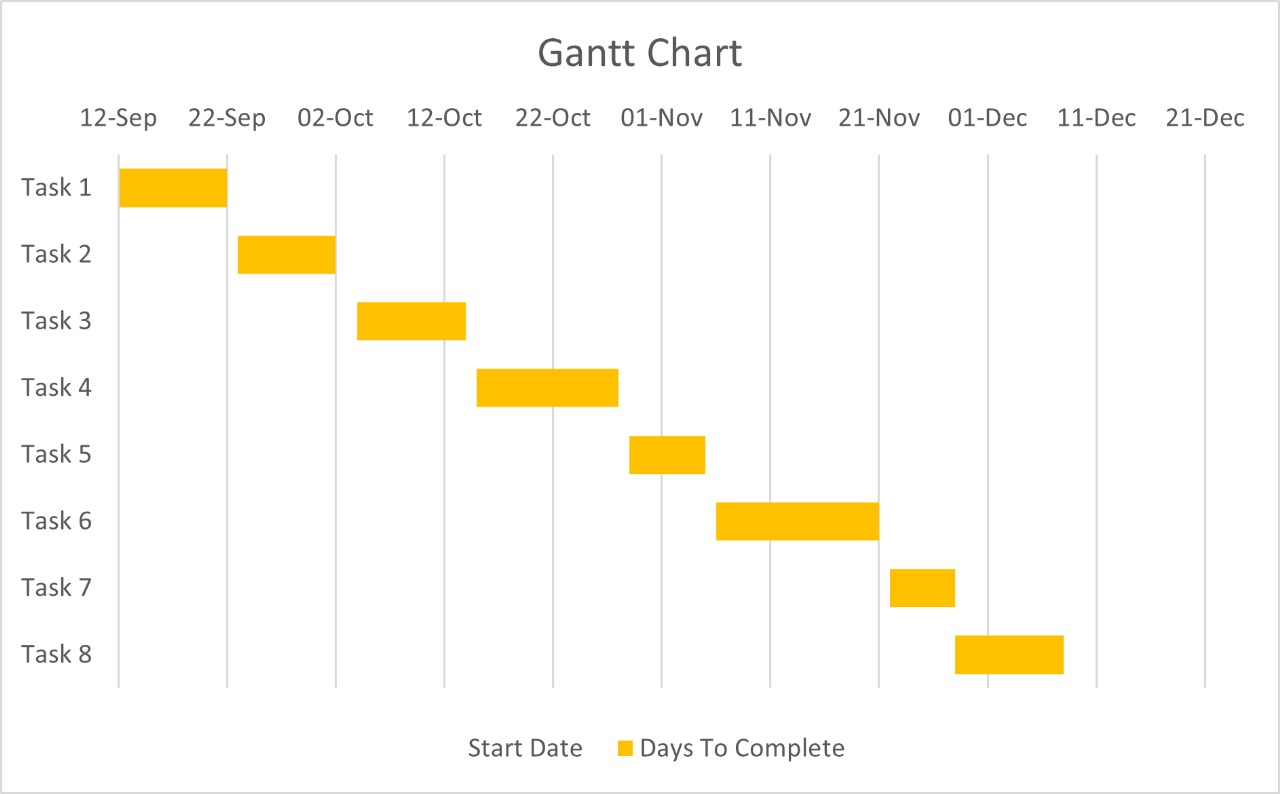 Gantt Chart
12-Sep 22-Sep 02-Oct 12-Oct 22-Oct 01-Nov 11-Nov 21-Nov 01-Dec 11-Dec 21-Dec
Task 1
Task 2
Task 3
Task 4
Task 5
Task 6
Task 7
Task 8
Start Date Days To Complete